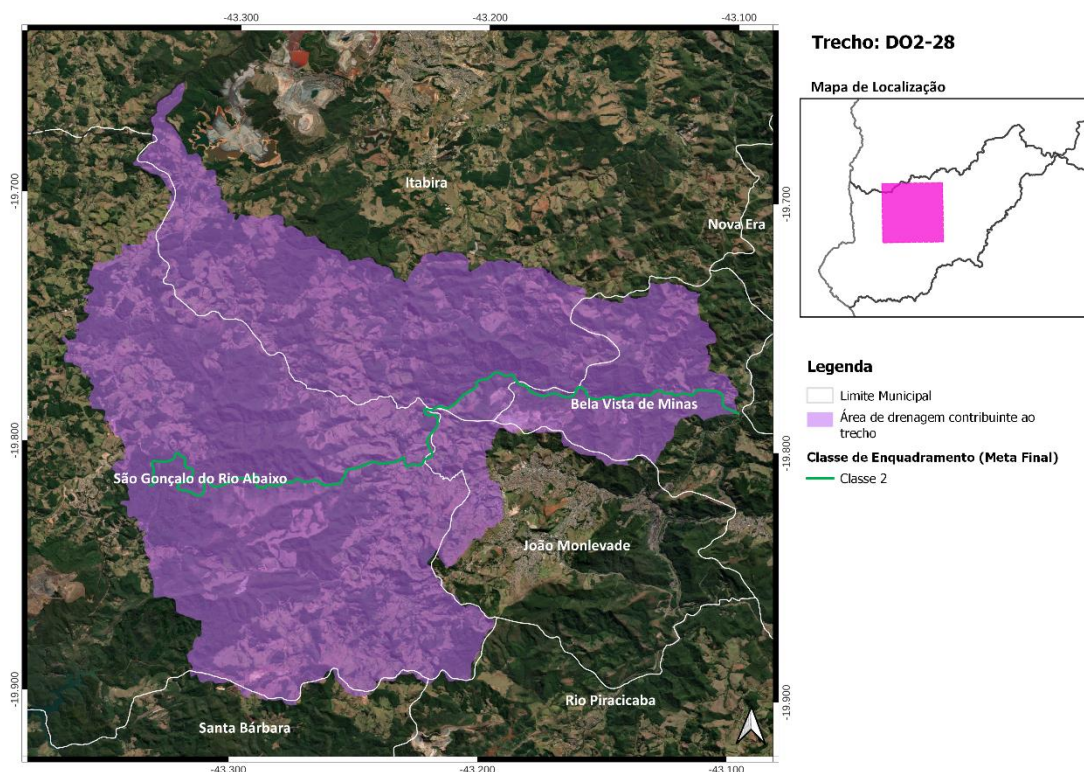 -43.300
-43.200
-43.100
Trecho: DO2-28
Mapa de Localização
-19.700
-19.700
Itabira
Nova Era
Legenda
Limite Municipal
Área de drenagem contribuinte ao
trecho
Bela Vista de Minas
Classe de Enquadramento (Meta Final)
Classe 2
-19.800
-19.800
São Gonçalo do Rio Abaixo
João Monlevade
-19.900
-19.900
Rio Piracicaba
Santa Bárbara
-43.300
-43.200
-43.100